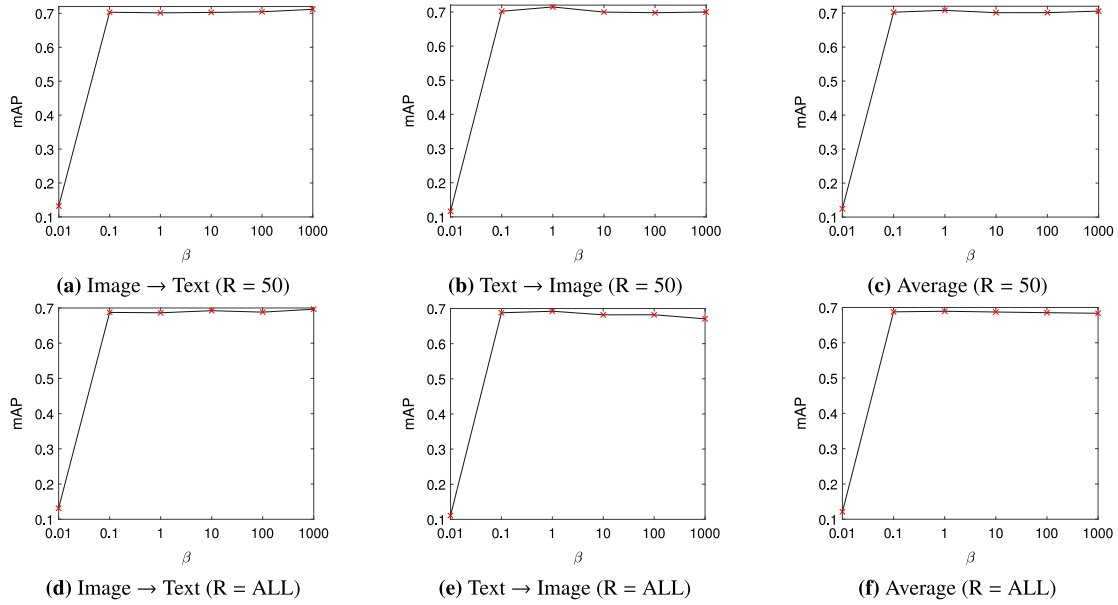 0.7
0.6
0.5
0.4
0.3
0.2
0.1
mAP
0.01 0.1 1 10 100 1000
β
(a) Image → Text (R = 50)
0.7
0.6
0.5
0.4
0.3
0.2
0.1
mAP
0.01 0.1 1 10 100 1000
β
(b) Text → Image (R = 50)
0.7
0.6
0.5
0.4
0.3
0.2
0.1
mAP
0.01 0.1 1 10 100 1000
β
(c) Average (R = 50)
0.7
0.6
0.5
0.4
0.3
0.2
0.1
mAP
0.01 0.1 1 10 100 1000
β
(d) Image → Text (R = ALL)
0.7
0.6
0.5
0.4
0.3
0.2
0.1
mAP
0.01 0.1 1 10 100 1000
β
(e) Text → Image (R = ALL)
0.7
0.6
0.5
0.4
0.3
0.2
0.1
mAP
0.01 0.1 1 10 100 1000
β
(f) Average (R = ALL)